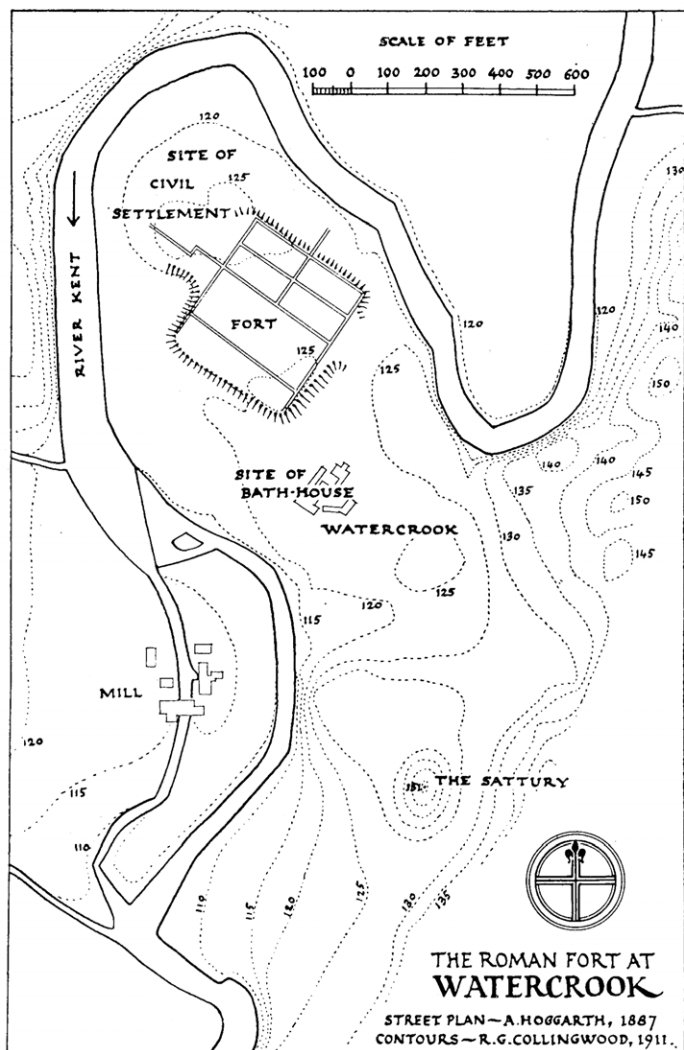 SCALE OF FEET
100 0 100 200 300 400 500 600
120
SITE OF
CIVIL
125
SETTLEMENT
130
RIVER KENT
FORT
120
120
140
125
125
150
SITE OF
BATH-HOUSE
140
140
145
135
150
WATERCROOK
130
145
125
115
120
MILL
120
115
THE SATTURY
110
110
115
120
125
130
135
THE ROMAN FORT AT
WATERCROOK
STREET PLAN—A.HOGGARTH, 1887
CONTOURS—R.G.COLLINGWOOD, 1911.